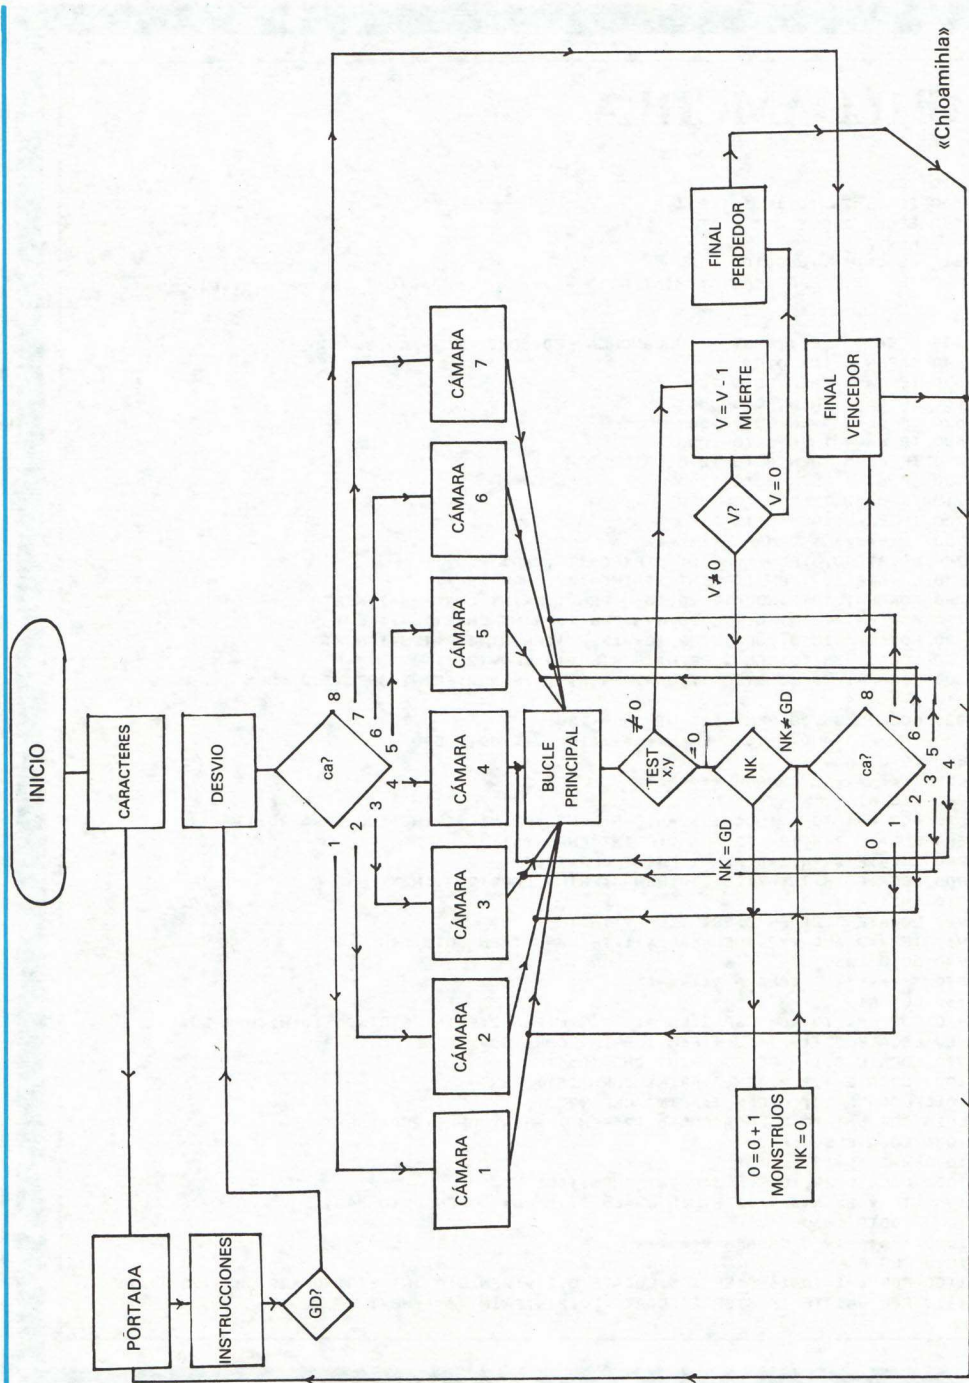 INICIO
CARACTERES
PORTADA
INSTRUCCIONES
GD?
DESVIO
ca?
1
2
3
4
5
6
7
8
CÁMARA
1
CÁMARA
2
CÁMARA
3
CÁMARA
4
CÁMARA
5
CÁMARA
6
CÁMARA
7
BUCLE
PRINCIPAL
TEST
x,y
≠ 0
= 0
V = V - 1
MUERTE
V?
V = 0
V ≠ 0
FINAL
PERDEDOR
NK
NK = GD
NK ≠ GD
0 = 0 + 1
MONSTRUOS
NK = 0
ca?
0
1
2
3
4
5
6
7
8
FINAL
VENCEDOR
«Chloamihla»